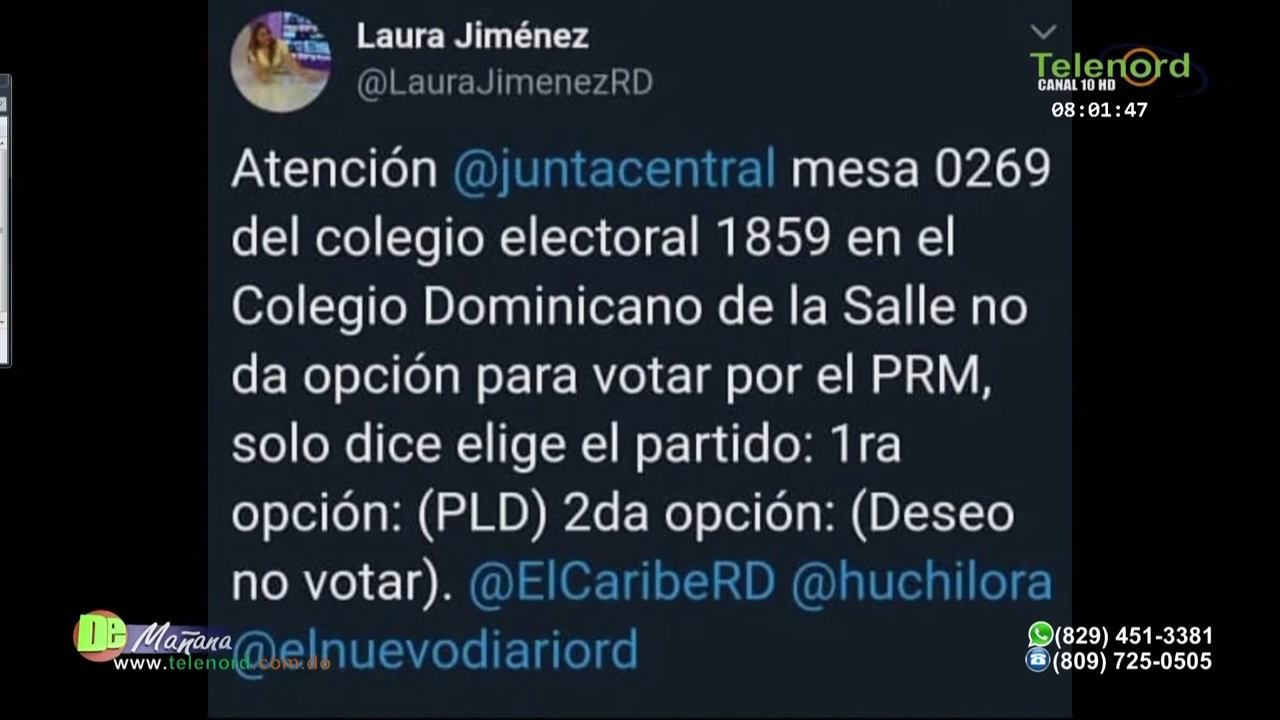 Laura Jiménez
@LauraJimenezRD
Telenord
CANAL 10 HD
08:01:47
Atención @juntacentral mesa 0269
del colegio electoral 1859 en el
Colegio Dominicano de la Salle no
da opción para votar por el PRM,
solo dice elige el partido: 1ra
opción: (PLD) 2da opción: (Deseo
no votar). @ElCaribeRD @huchilora
@elnuevodiariord
De Mañana
www.telenord.com.do
(829) 451-3381
(809) 725-0505